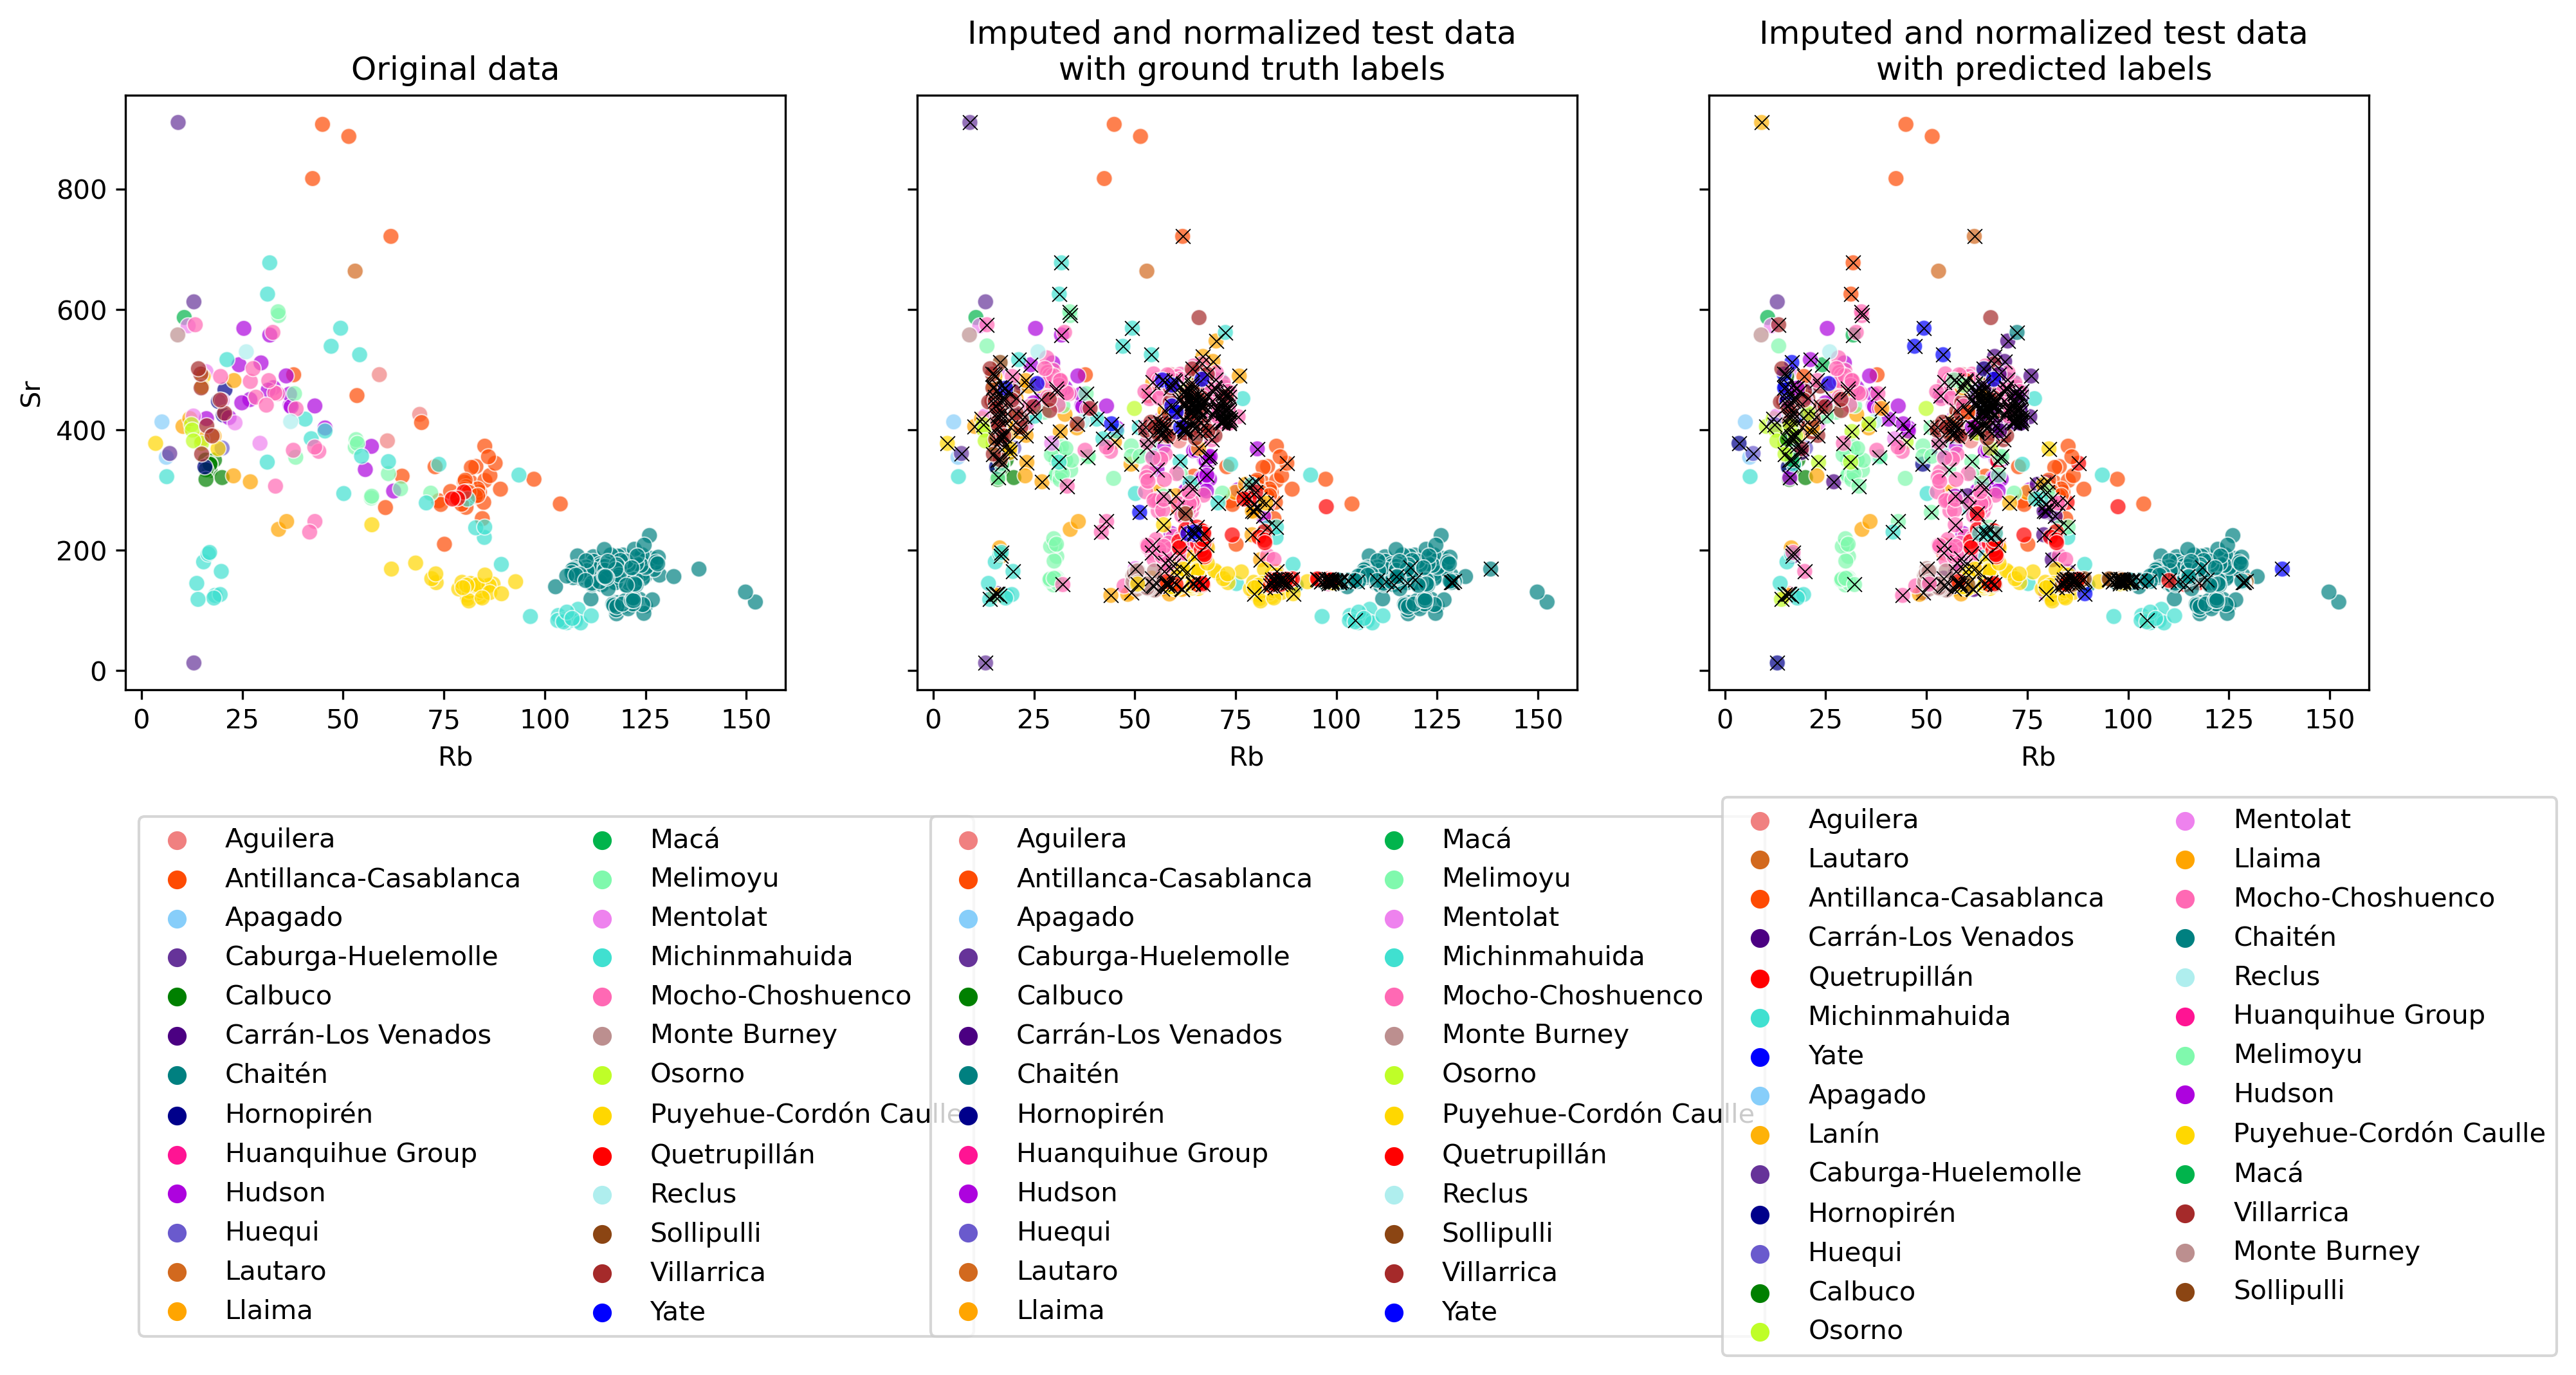 Original data
Imputed and normalized test data
with ground truth labels
Imputed and normalized test data
with predicted labels
Sr
800
600
400
200
0
0 25 50 75 100 125 150
Rb
0 25 50 75 100 125 150
Rb
0 25 50 75 100 125 150
Rb
Aguilera
Antillanca-Casablanca
Apagado
Caburga-Huelemolle
Calbuco
Carrán-Los Venados
Chaitén
Hornopirén
Huanquihue Group
Hudson
Huequi
Lautaro
Llaima
Macá
Melimoyu
Mentolat
Michinmahuida
Mocho-Choshuenco
Monte Burney
Osorno
Puyehue-Cordón Caulle
Quetrupillán
Reclus
Sollipulli
Villarrica
Yate
Aguilera
Antillanca-Casablanca
Apagado
Caburga-Huelemolle
Calbuco
Carrán-Los Venados
Chaitén
Hornopirén
Huanquihue Group
Hudson
Huequi
Lautaro
Llaima
Macá
Melimoyu
Mentolat
Michinmahuida
Mocho-Choshuenco
Monte Burney
Osorno
Puyehue-Cordón Caulle
Quetrupillán
Reclus
Sollipulli
Villarrica
Yate
Aguilera
Lautaro
Antillanca-Casablanca
Carrán-Los Venados
Quetrupillán
Michinmahuida
Yate
Apagado
Lanín
Caburga-Huelemolle
Hornopirén
Huequi
Calbuco
Osorno
Mentolat
Llaima
Mocho-Choshuenco
Chaitén
Reclus
Huanquihue Group
Melimoyu
Hudson
Puyehue-Cordón Caulle
Macá
Villarrica
Monte Burney
Sollipulli